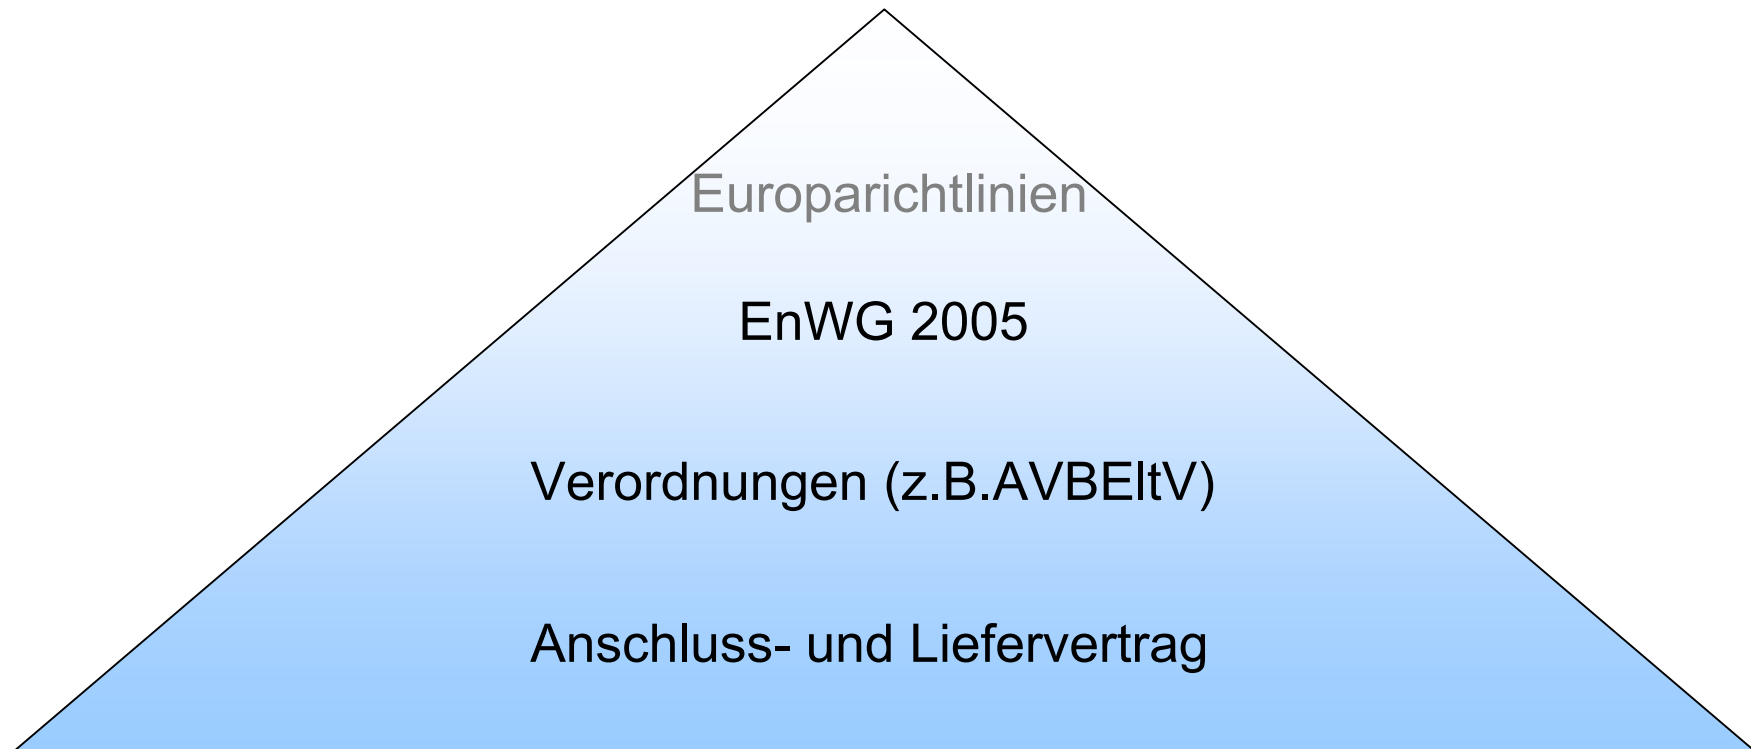 Europarichtlinien
EnWG 2005
Verordnungen (z.B.AVBEltV)
Anschluss- und Liefervertrag